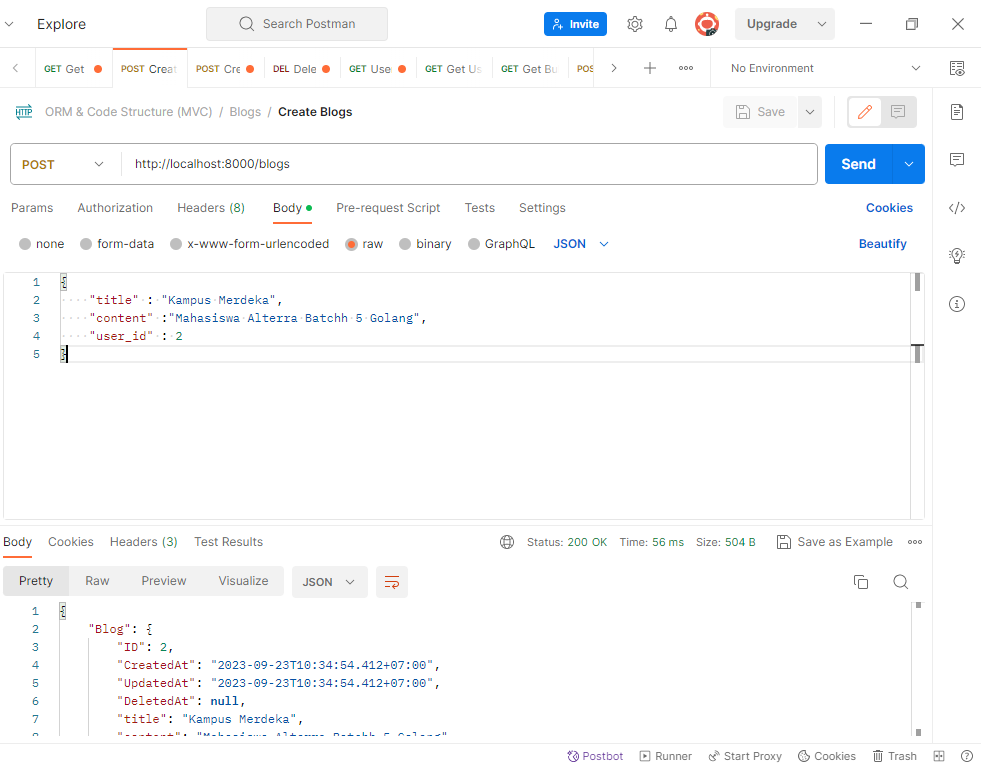 Explore
Search Postman
Invite
Upgrade
GET Get
POST Creat
POST Cre
DEL Dele
GET Use
GET Get Us
GET Get Bu
POS
No Environment
HTTP ORM & Code Structure (MVC) / Blogs / Create Blogs
Save
POST
http://localhost:8000/blogs
Send
Params Authorization Headers (8) Body Pre-request Script Tests Settings Cookies
none form-data x-www-form-urlencoded raw binary GraphQL JSON Beautify
1 {
2 "title" : "Kampus Merdeka",
3 "content" :"Mahasiswa Alterra Batchh 5 Golang",
4 "user_id" : 2
5 }
Body Cookies Headers (3) Test Results Status: 200 OK Time: 56 ms Size: 504 B Save as Example
Pretty Raw Preview Visualize JSON
1 {
2 "Blog": {
3 "ID": 2,
4 "CreatedAt": "2023-09-23T10:34:54.412+07:00",
5 "UpdatedAt": "2023-09-23T10:34:54.412+07:00",
6 "DeletedAt": null,
7 "title": "Kampus Merdeka",
8 "content": "Mahasiswa Alterra Batchh 5 Golang"
Postbot Runner Start Proxy Cookies Trash